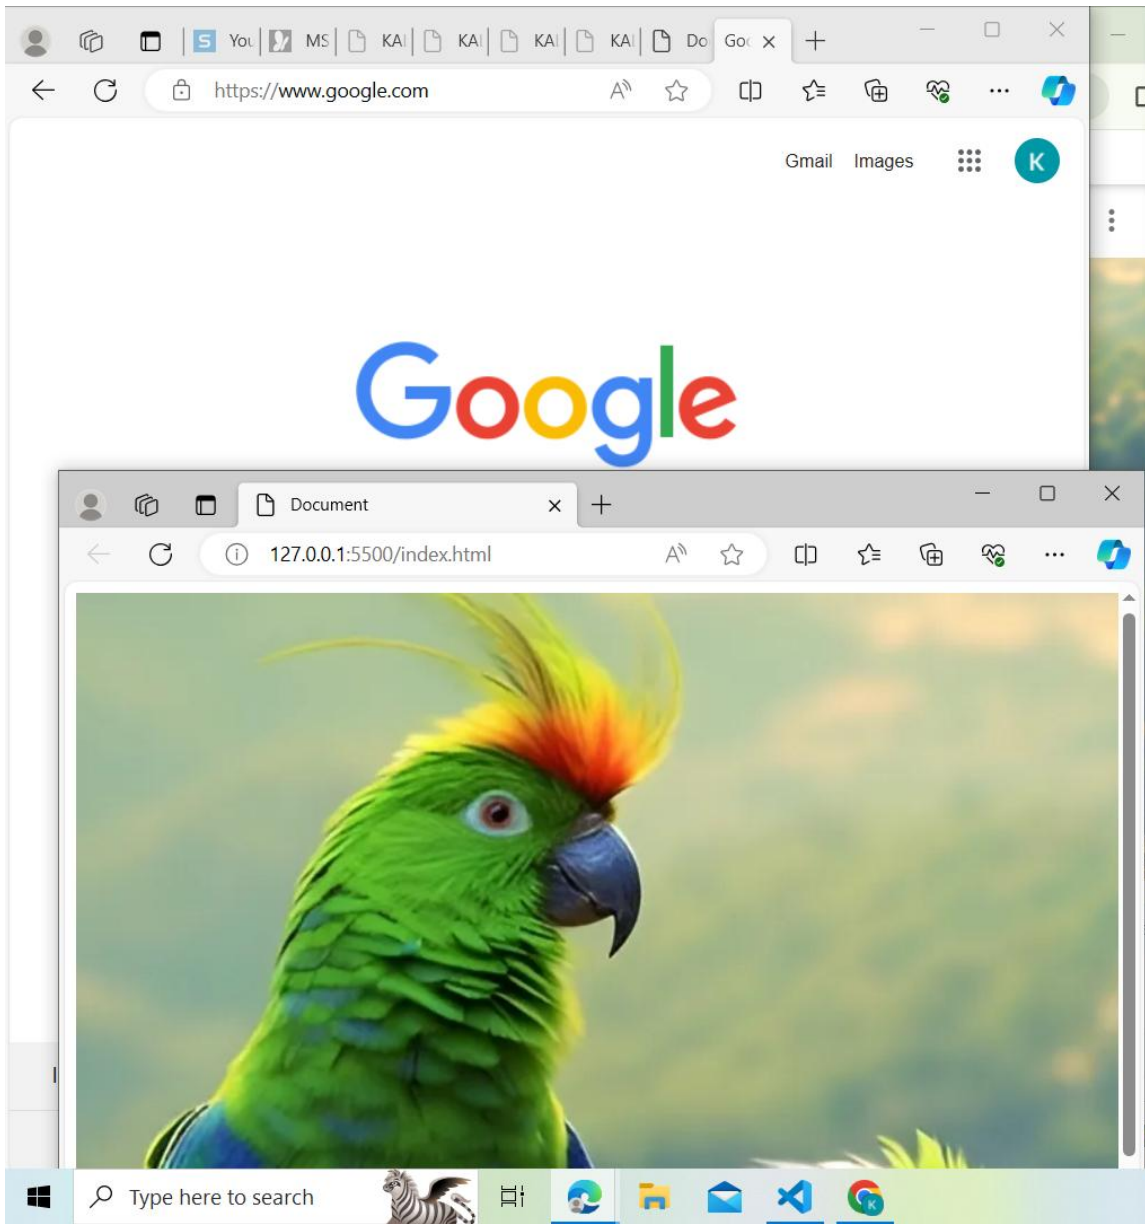 You MS KAI KAI KAI KAI Do Goo
https://www.google.com
Gmail Images
K
Google
Document
127.0.0.1:5500/index.html
Type here to search